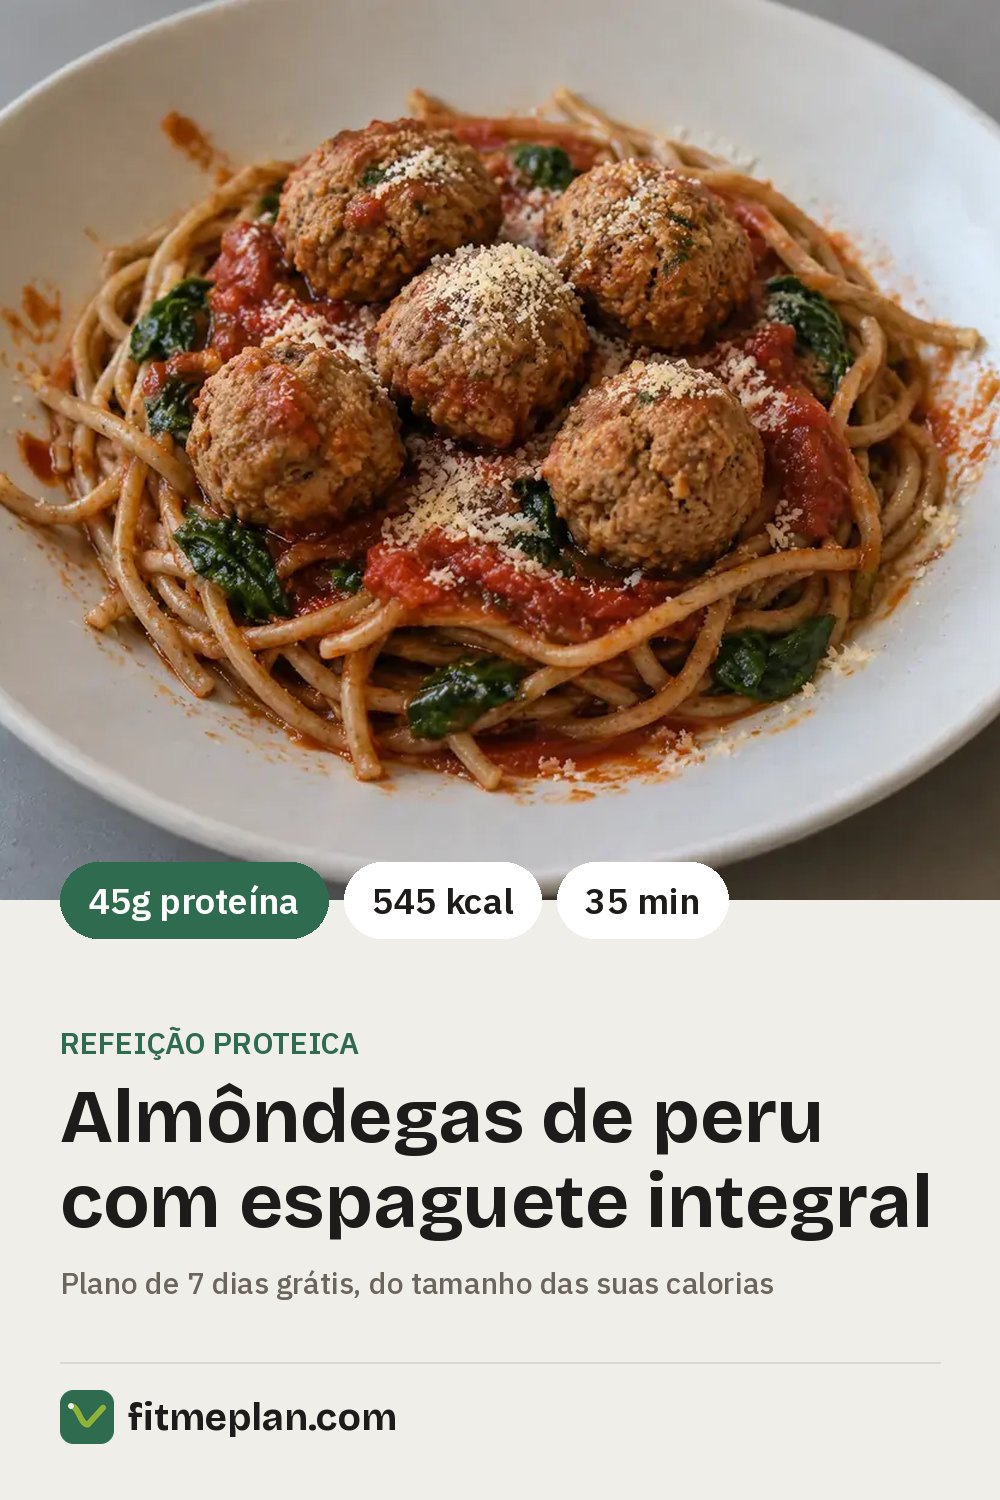 45g proteína
545 kcal
35 min
REFEIÇÃO PROTEICA
Almôndegas de peru
com espaguete integral
Plano de 7 dias grátis, do tamanho das suas calorias
fitmeplan.com